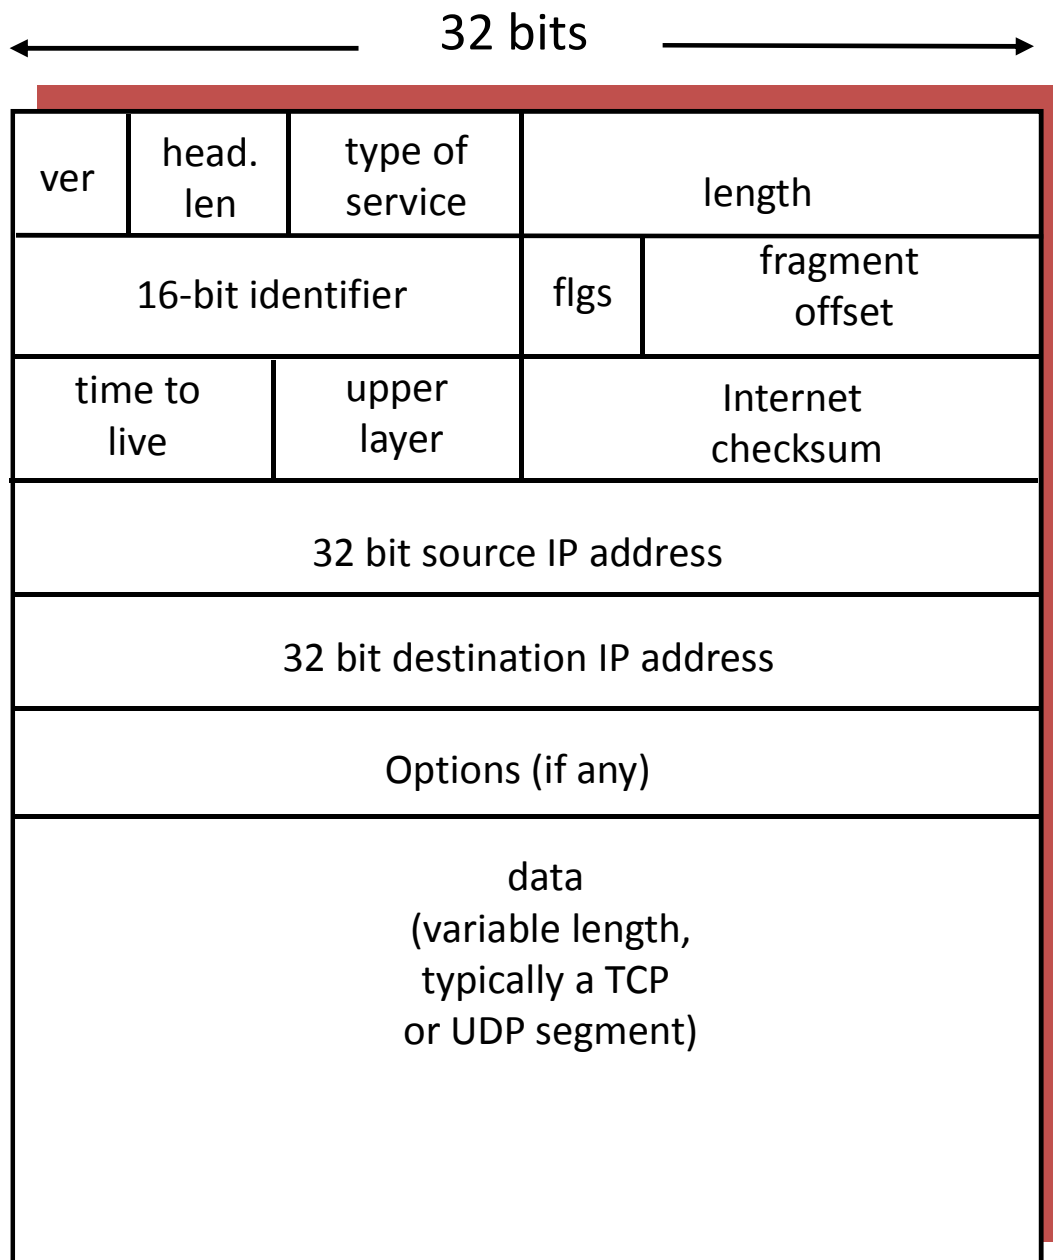 32 bits
ver
head.
len
type of
service
length
16-bit identifier
flgs
fragment
offset
time to
live
upper
layer
Internet
checksum
32 bit source IP address
32 bit destination IP address
Options (if any)
data
(variable length,
typically a TCP
or UDP segment)